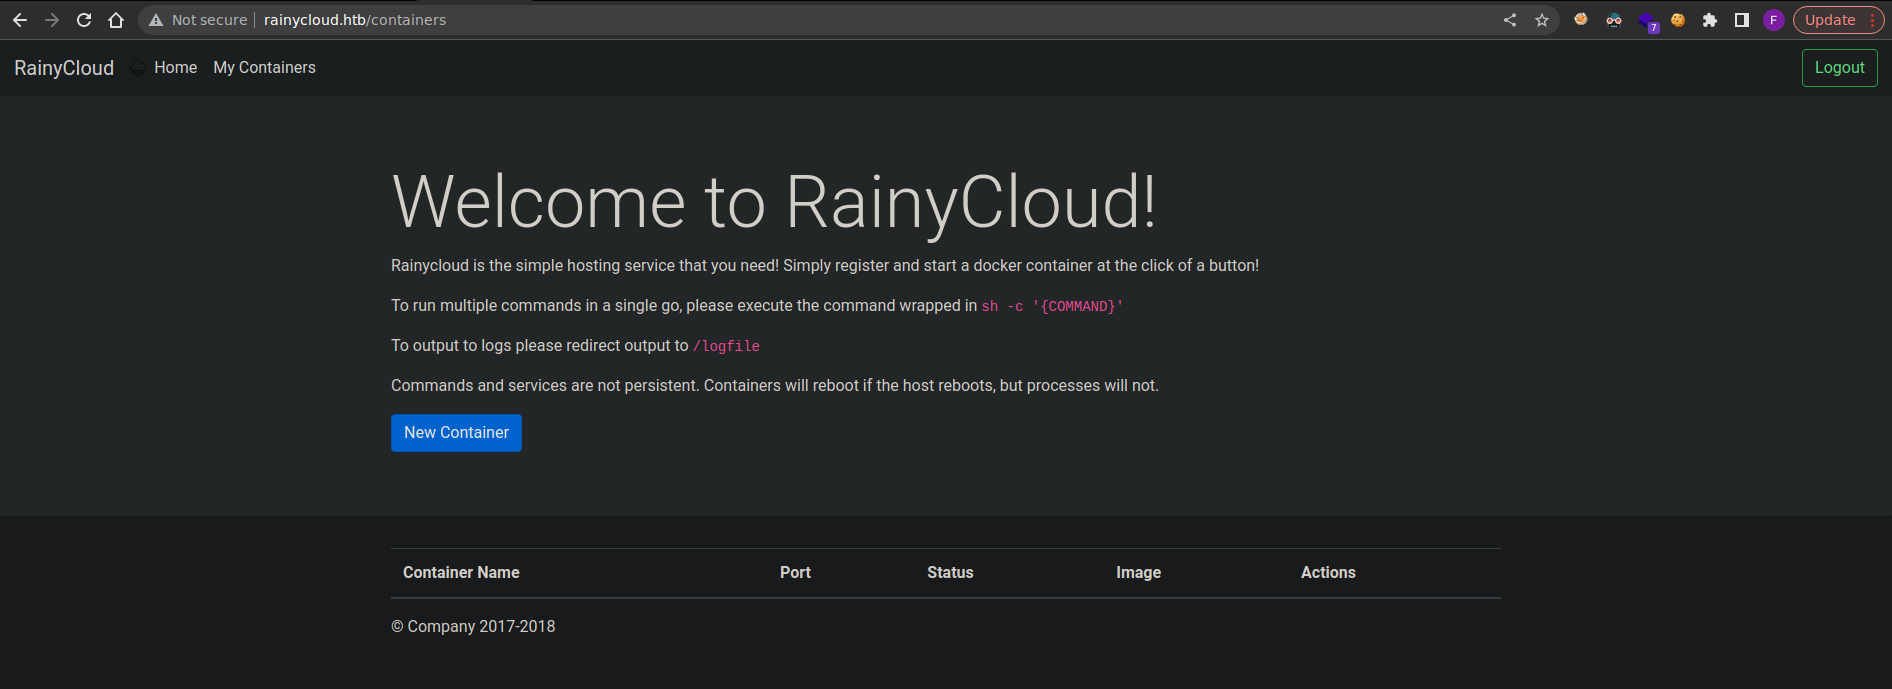 Not secure rainycloud.htb/containers 7 F Update
RainyCloud Home My Containers Logout
Welcome to RainyCloud!
Rainycloud is the simple hosting service that you need! Simply register and start a docker container at the click of a button!
To run multiple commands in a single go, please execute the command wrapped in sh -c '{COMMAND}'
To output to logs please redirect output to /logfile
Commands and services are not persistent. Containers will reboot if the host reboots, but processes will not.
New Container
Container Name Port Status Image Actions
© Company 2017-2018